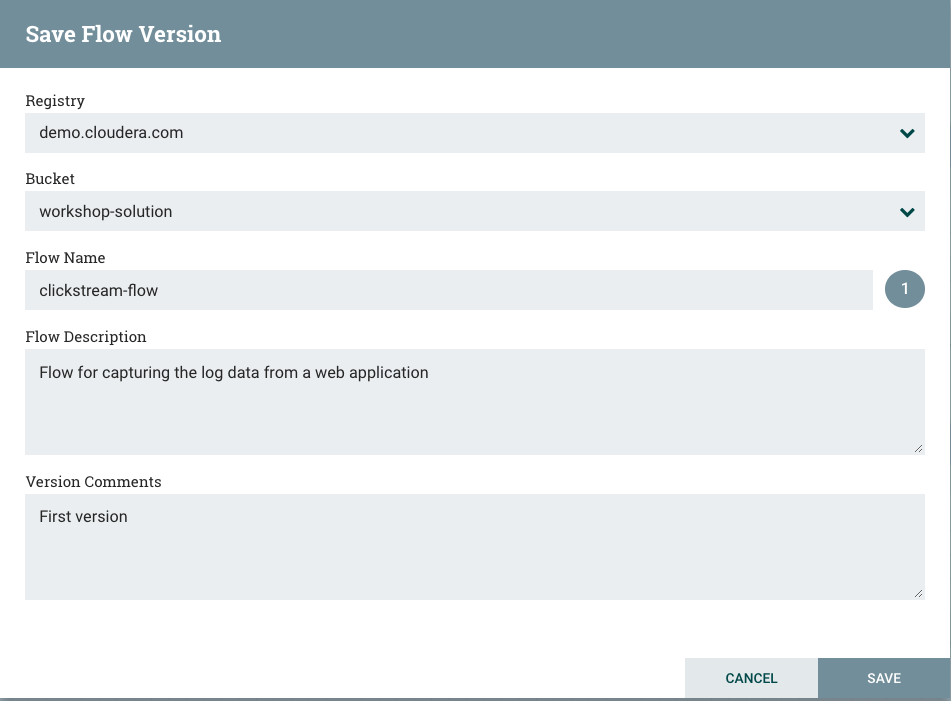 Save Flow Version
Registry
demo.cloudera.com
Bucket
workshop-solution
Flow Name
clickstream-flow
1
Flow Description
Flow for capturing the log data from a web application
Version Comments
First version
CANCEL
SAVE